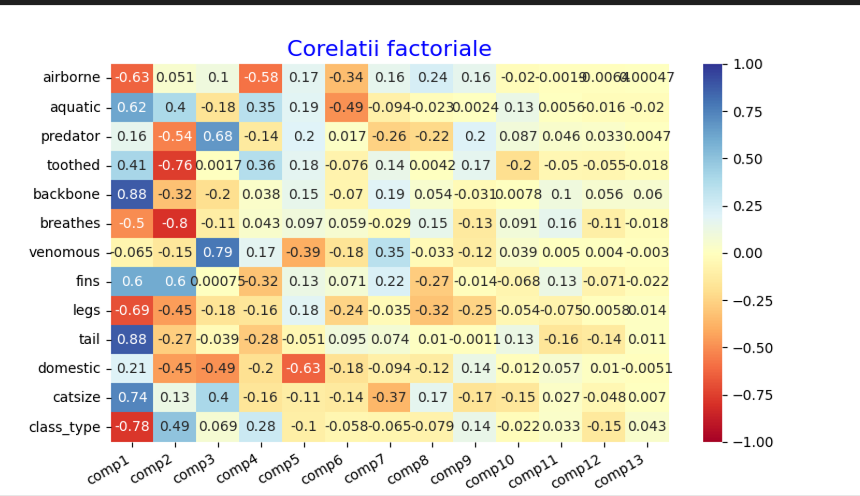 Corelatii factoriale
airborne -0.63 0.051 0.1 -0.58 0.17 -0.34 0.16 0.24 0.16 -0.02 -0.0019 0.00047
aquatic 0.62 0.4 -0.18 0.35 0.19 -0.49 -0.094 -0.023 0.0024 0.13 0.0056 -0.016 -0.02
predator 0.16 -0.54 0.68 -0.14 0.2 0.017 -0.26 -0.22 0.2 0.087 0.046 0.033 0.0047
toothed 0.41 -0.76 0.0017 0.36 0.18 -0.076 0.14 0.0042 0.17 -0.2 -0.05 -0.055 -0.018
backbone 0.88 -0.32 -0.2 0.038 0.15 -0.07 0.19 0.054 -0.031 0.0078 0.1 0.056 0.06
breathes -0.5 -0.8 -0.11 0.043 0.097 0.059 -0.029 0.15 -0.13 0.091 0.16 -0.11 -0.018
venomous -0.065 -0.15 0.79 0.17 -0.39 -0.18 0.35 -0.033 -0.12 0.039 0.005 0.004 -0.003
fins 0.6 0.6 0.00075 -0.32 0.13 0.071 0.22 -0.27 -0.014 -0.068 0.13 -0.071 -0.022
legs -0.69 -0.45 -0.18 -0.16 0.18 -0.24 -0.035 -0.32 -0.25 -0.054 -0.075 0.0058 0.014
tail 0.88 -0.27 -0.039 -0.28 -0.051 0.095 0.074 0.01 -0.0011 0.13 -0.16 -0.14 0.011
domestic 0.21 -0.45 -0.49 -0.2 -0.63 -0.18 -0.094 -0.12 0.14 -0.012 0.057 0.01 -0.0051
catsize 0.74 0.13 0.4 -0.16 -0.11 -0.14 -0.37 0.17 -0.17 -0.15 0.027 -0.048 0.007
class_type -0.78 0.49 0.069 0.28 -0.1 -0.058 -0.065 -0.079 0.14 -0.022 0.033 -0.15 0.043
comp1 comp2 comp3 comp4 comp5 comp6 comp7 comp8 comp9 comp10 comp11 comp12 comp13
1.00
0.75
0.50
0.25
0.00
−0.25
−0.50
−0.75
−1.00